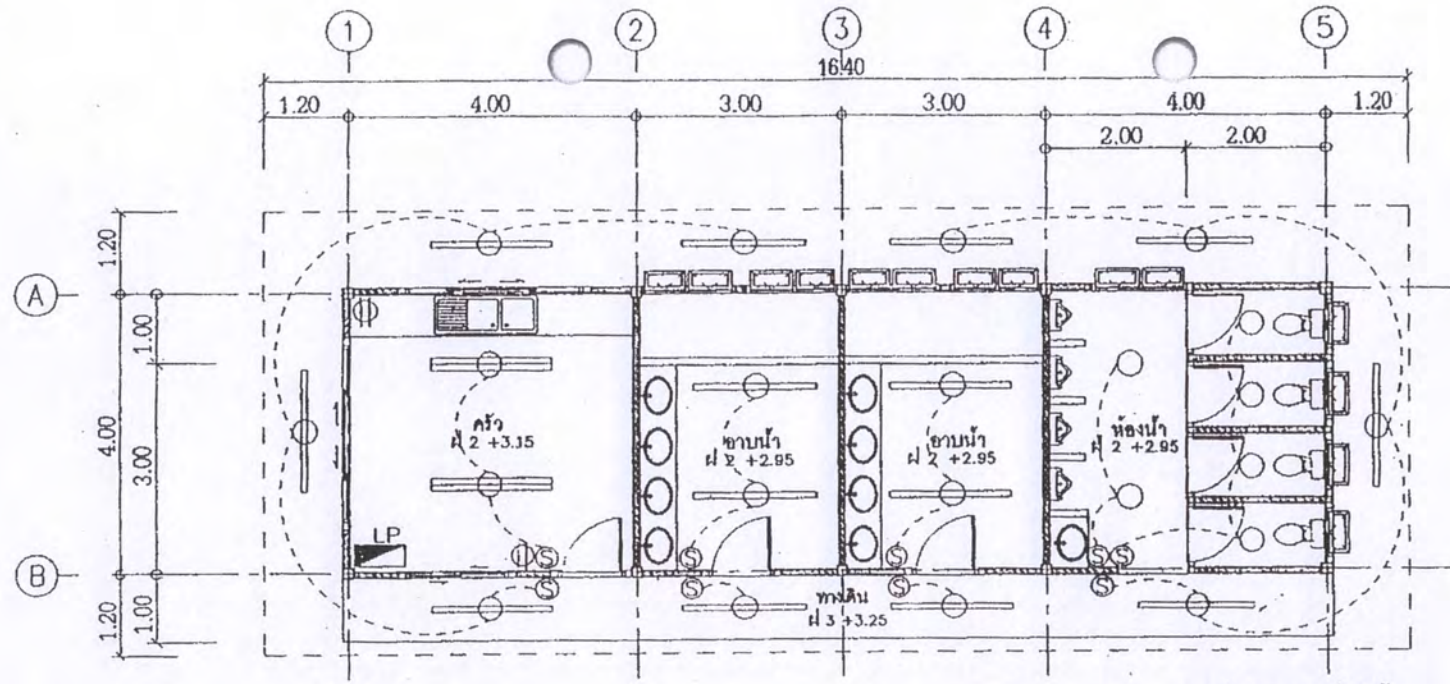 1 2 3 4 5
16.40
1.20 4.00 3.00 3.00 4.00 1.20
2.00 2.00
1.20
A
1.00
4.00
3.00
B
1.20
1.00
ครัว
ฝ 2 +3.15
อาบน้ำ
ฝ 2 +2.95
อาบน้ำ
ฝ 2 +2.95
ห้องน้ำ
ฝ 2 +2.95
LP
S S S S S
S S S S
ทางเดิน
ฝ 3 +3.25